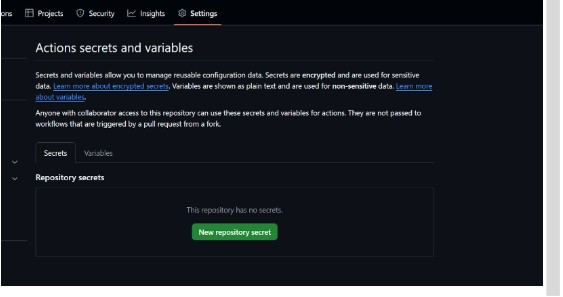 ons Projects Security Insights Settings
Actions secrets and variables
Secrets and variables allow you to manage reusable configuration data. Secrets are encrypted and are used for sensitive
data. Learn more about encrypted secrets. Variables are shown as plain text and are used for non-sensitive data. Learn more
about variables.
Anyone with collaborator access to this repository can use these secrets and variables for actions. They are not passed to
workflows that are triggered by a pull request from a fork.
Secrets Variables
Repository secrets
This repository has no secrets.
New repository secret